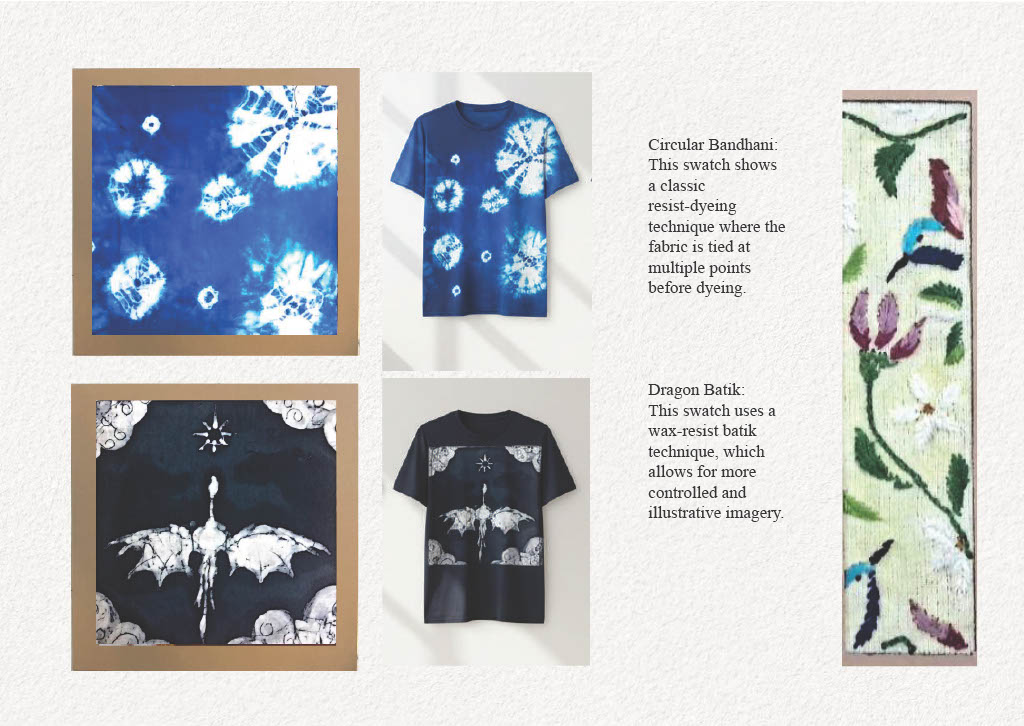 Circular Bandhani:
This swatch shows
a classic
resist-dyeing
technique where the
fabric is tied at
multiple points
before dyeing.
Dragon Batik:
This swatch uses a
wax-resist batik
technique, which
allows for more
controlled and
illustrative imagery.